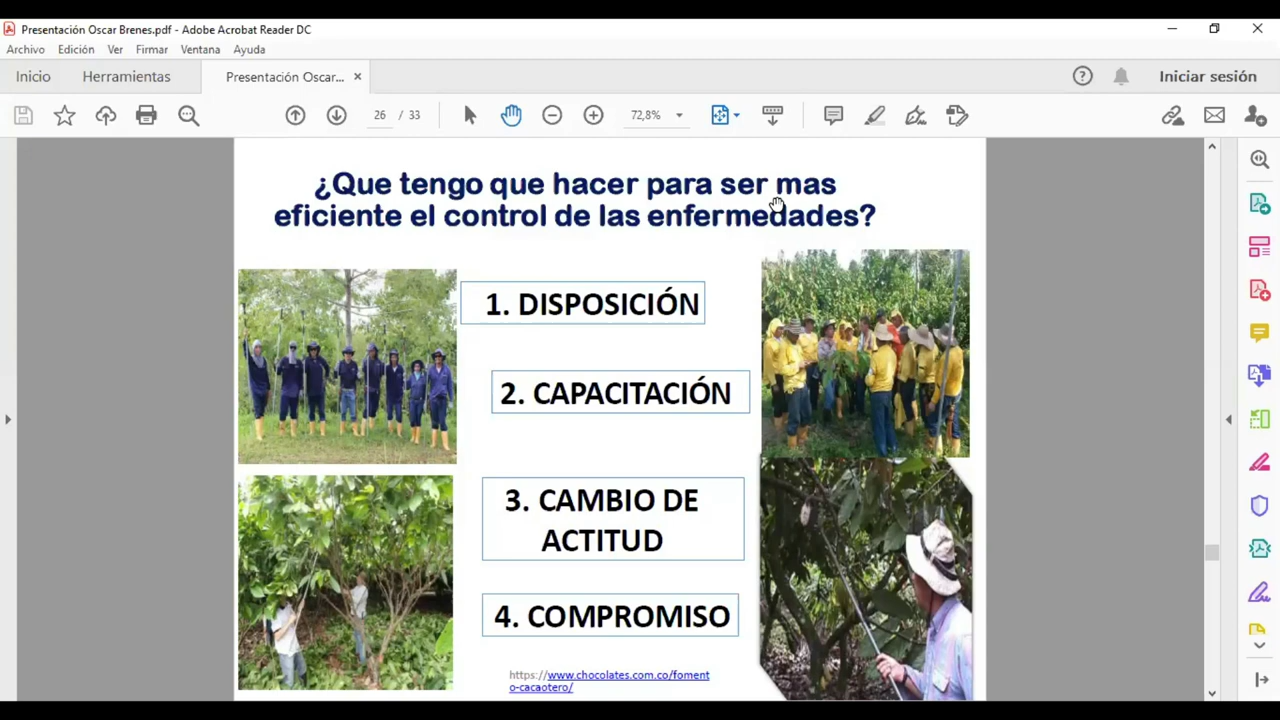 Presentación Oscar Brenes.pdf - Adobe Acrobat Reader DC
Archivo Edición Ver Firmar Ventana Ayuda
Inicio Herramientas Presentación Oscar... × Iniciar sesión
26 / 33 72,8%
¿Que tengo que hacer para ser mas
eficiente el control de las enfermedades?
1. DISPOSICIÓN
2. CAPACITACIÓN
3. CAMBIO DE
ACTITUD
4. COMPROMISO
https://www.chocolates.com.co/foment
o-cacaotero/